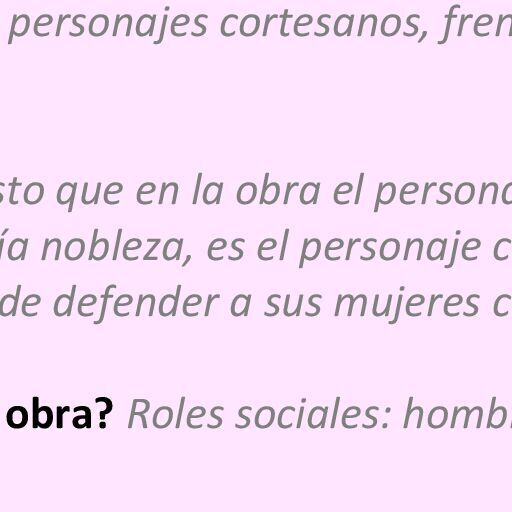 personajes cortesanos, fren
sto que en la obra el persona
ía nobleza, es el personaje c
de defender a sus mujeres c
obra? Roles sociales: homb